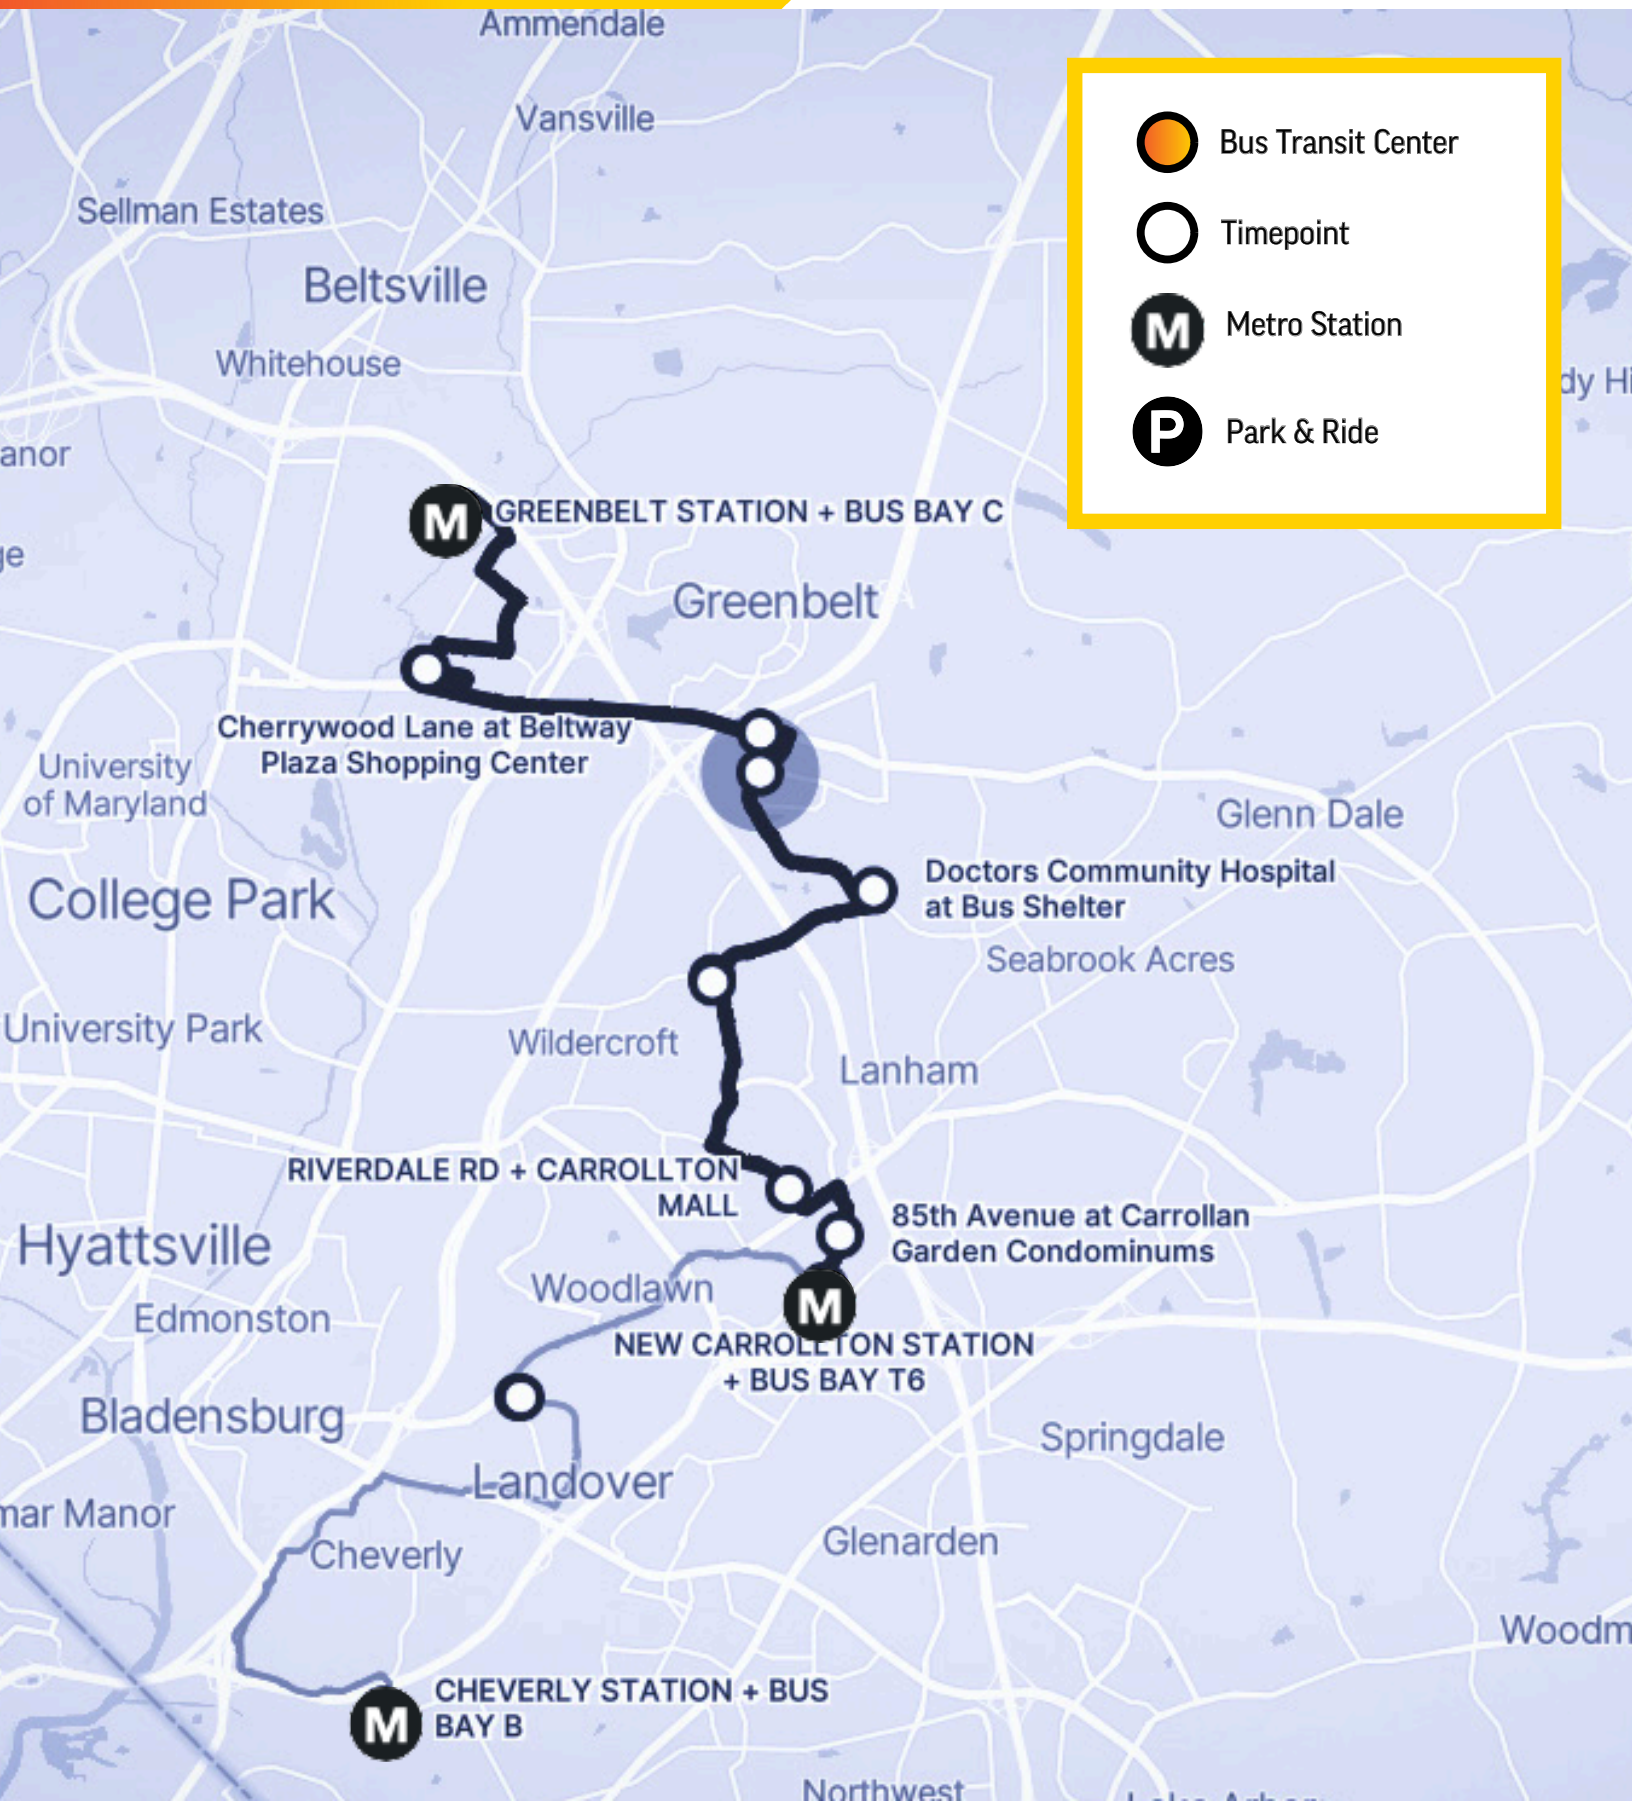 Ammendale
Vansville
Sellman Estates
Beltsville
Whitehouse
Bus Transit Center
Timepoint
M
Metro Station
P
Park & Ride
dy Hi
anor
M
GREENBELT STATION + BUS BAY C
ge
Greenbelt
Cherrywood Lane at Beltway
Plaza Shopping Center
University
of Maryland
Glenn Dale
College Park
Doctors Community Hospital
at Bus Shelter
Seabrook Acres
University Park
Wildercroft
Lanham
RIVERDALE RD + CARROLLTON
MALL
85th Avenue at Carrollan
Garden Condominums
Hyattsville
Woodlawn
Edmonston
M
NEW CARROLLTON STATION
+ BUS BAY T6
Bladensburg
Springdale
Landover
mar Manor
Cheverly
Glenarden
Woodm
CHEVERLY STATION + BUS
BAY B
M
Northwest